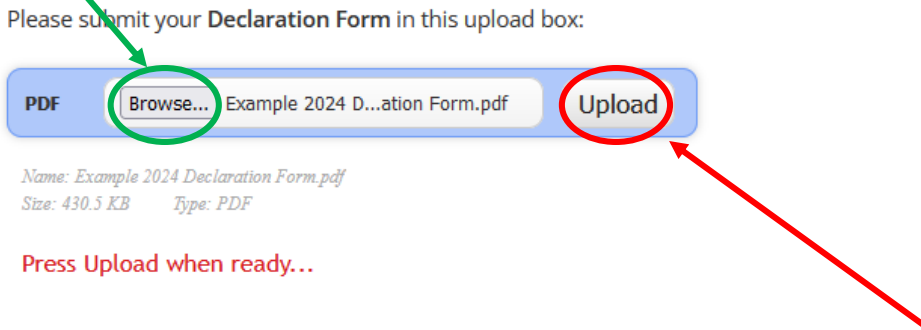 Please submit your Declaration Form in this upload box:
PDF Browse... Example 2024 D...ation Form.pdf Upload
Name: Example 2024 Declaration Form.pdf
Size: 430.5 KB Type: PDF
Press Upload when ready...